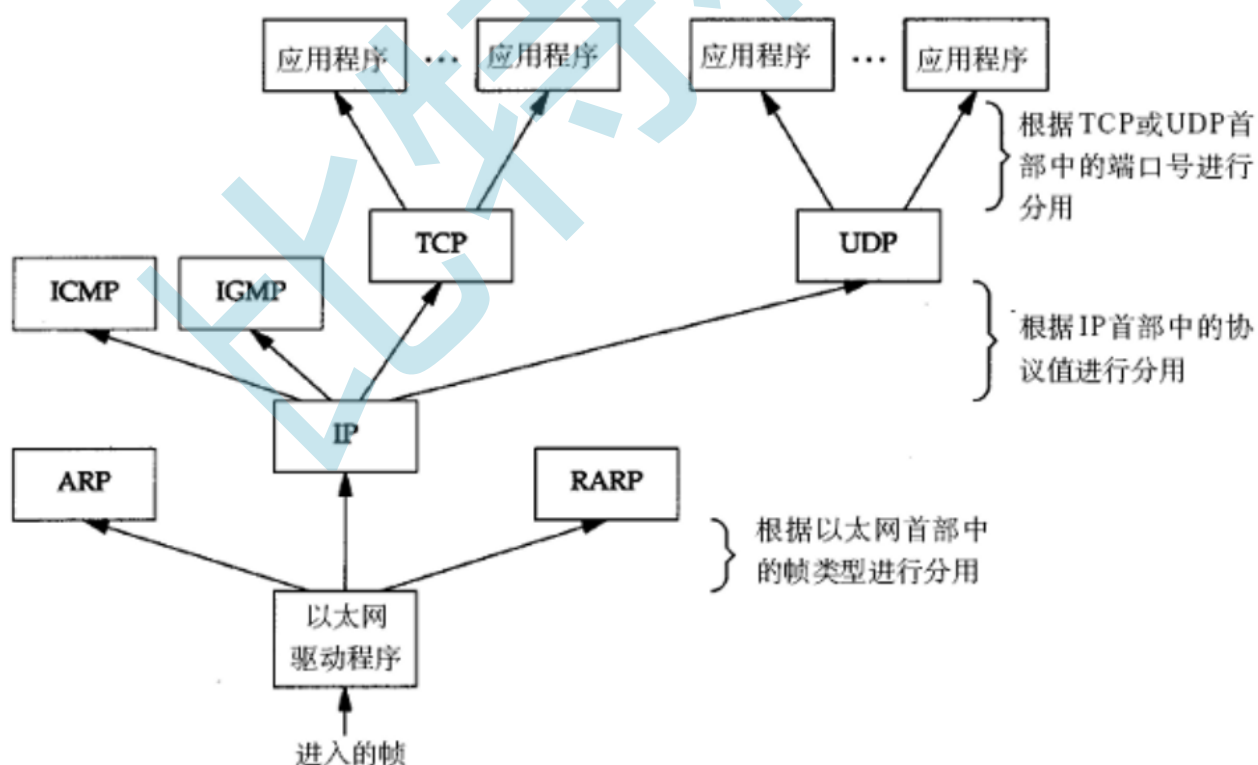 应用程序 … 应用程序
应用程序 … 应用程序
根据TCP或UDP首
部中的端口号进行
分用
TCP
UDP
ICMP
IGMP
根据IP首部中的协
议值进行分用
IP
ARP
RARP
根据以太网首部中
的帧类型进行分用
以太网
驱动程序
进入的帧
比特